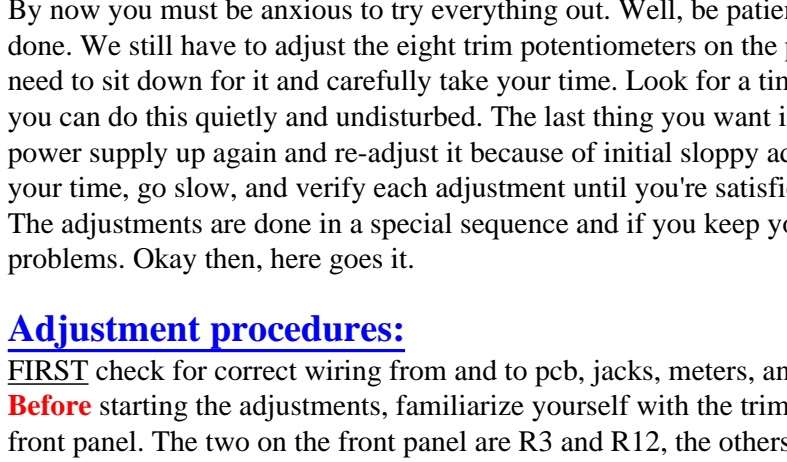 By now you must be anxious to try everything out. Well, be
done. We still have to adjust the eight trim potentiometers on the
need to sit down for it and carefully take your time. Look for a
you can do this quietly and undisturbed. The last thing you want
power supply up again and re-adjust it because of initial sloppy
your time, go slow, and verify each adjustment until you're
The adjustments are done in a special sequence and if you keep
problems. Okay then, here goes it.
Adjustment procedures:
FIRST check for correct wiring from and to pcb, jacks, meters,
Before starting the adjustments, familiarize yourself with the trim
front panel. The two on the front panel are R3 and R12, the others